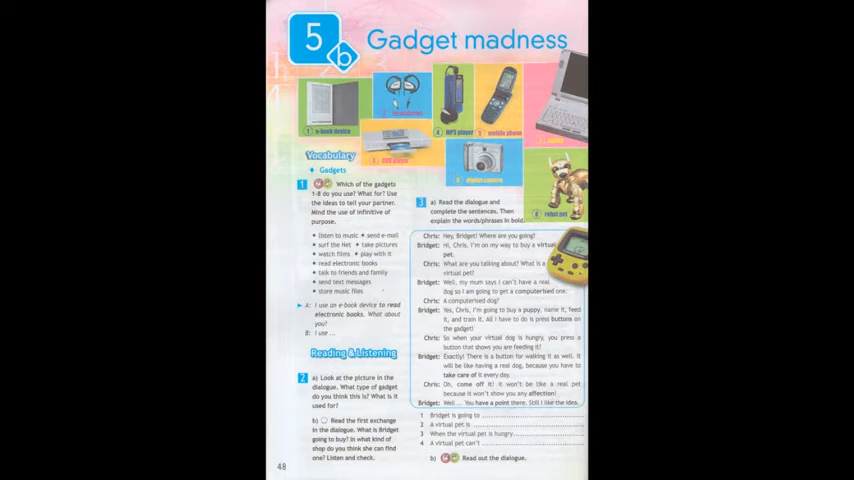 5
b
Gadget madness
1 e-book device
2 headphones
3 DVD player
4 MP3 player
5 mobile phone
6 digital camera
8 robot pet
Vocabulary
Gadgets
1 Which of the gadgets
1-8 do you use? What for? Use
the ideas to tell your partner.
Mind the use of infinitive of
purpose.
• listen to music • send e-mail
• surf the Net • take pictures
• watch films • play with it
• read electronic books
• talk to friends and family
• send text messages
• store music files
A: I use an e-book device to read
electronic books. What about
you?
B: I use ...
Reading & Listening
2 a) Look at the picture in the
dialogue. What type of gadget
do you think this is? What is it
used for?
b) Read the first exchange
in the dialogue. What is Bridget
going to buy? In what kind of
shop do you think she can find
one? Listen and check.
3 a) Read the dialogue and
complete the sentences. Then
explain the words/phrases in bold.
Chris: Hey, Bridget! Where are you going?
Bridget: Hi, Chris, I'm on my way to buy a virtual
pet.
Chris: What are you talking about? What is a
virtual pet?
Bridget: Well, my mum says I can't have a real
dog so I am going to get a computerised one.
Chris: A computerised dog?
Bridget: Yes, Chris, I'm going to buy a puppy, name it, feed
it, and train it. All I have to do is press buttons on
the gadget!
Chris: So when your virtual dog is hungry, you press a
button that shows you are feeding it?
Bridget: Exactly! There is a button for walking it as well. It
will be like having a real dog, because you have to
take care of it every day.
Chris: Oh, come off it! It won't be like a real pet
because it won't show you any affection!
Bridget: Well ... You have a point there. Still I like the idea.
1 Bridget is going to
2 A virtual pet is
3 When the virtual pet is hungry
4 A virtual pet can't
b) Read out the dialogue.
48